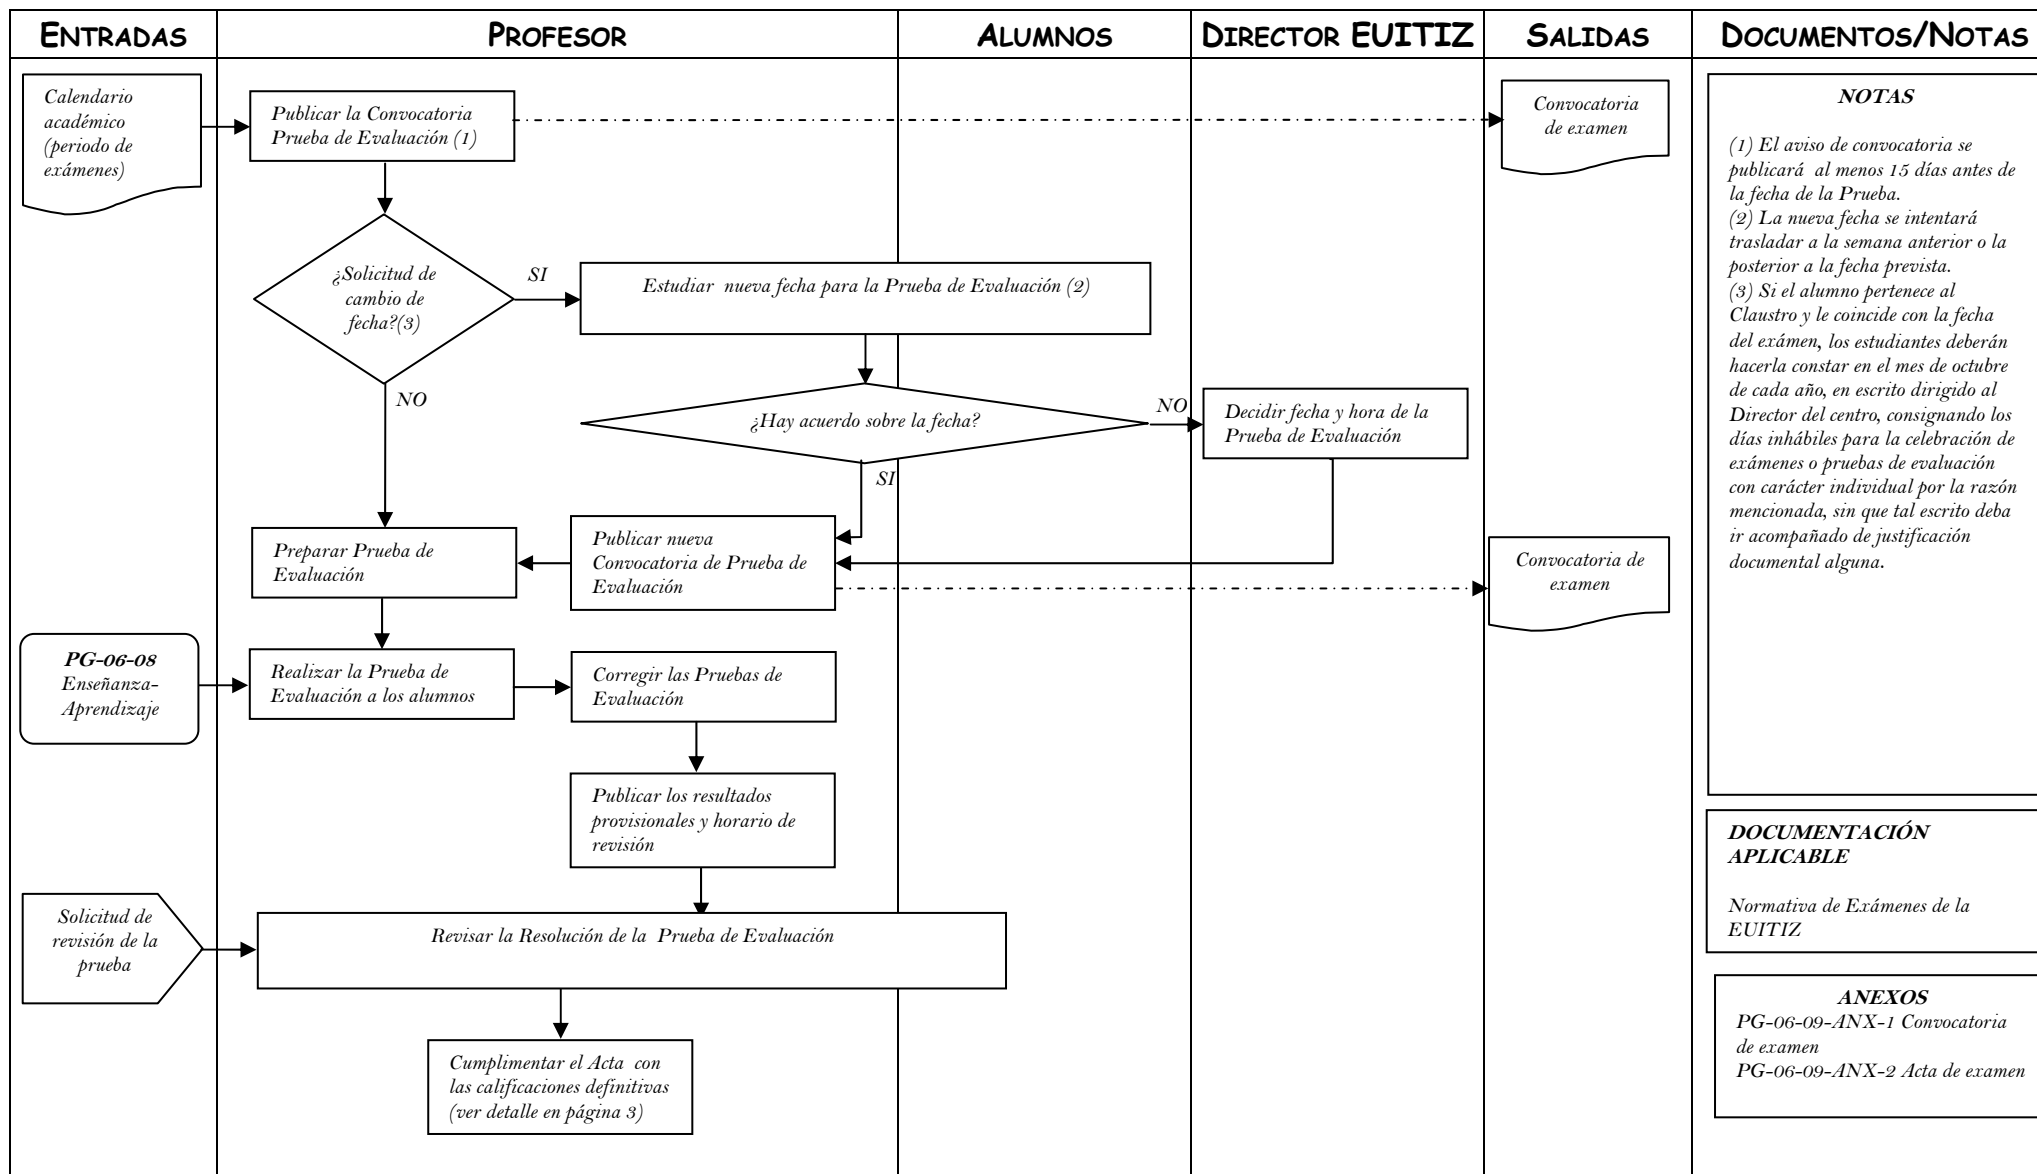 ENTRADAS
PROFESOR
ALUMNOS
DIRECTOR EUITIZ
SALIDAS
DOCUMENTOS/NOTAS
Calendario
académico
(periodo de
exámenes)
Publicar la Convocatoria
Prueba de Evaluación (1)
Convocatoria
de examen
¿Solicitud de
cambio de
fecha?(3)
SI
NO
Estudiar nueva fecha para la Prueba de Evaluación (2)
¿Hay acuerdo sobre la fecha?
NO
SI
Decidir fecha y hora de la
Prueba de Evaluación
Preparar Prueba de
Evaluación
Publicar nueva
Convocatoria de Prueba de
Evaluación
Convocatoria de
examen
PG-06-08
Enseñanza-
Aprendizaje
Realizar la Prueba de
Evaluación a los alumnos
Corregir las Pruebas de
Evaluación
Publicar los resultados
provisionales y horario de
revisión
Solicitud de
revisión de la
prueba
Revisar la Resolución de la Prueba de Evaluación
Cumplimentar el Acta con
las calificaciones definitivas
(ver detalle en página 3)
NOTAS
(1) El aviso de convocatoria se
publicará al menos 15 días antes de
la fecha de la Prueba.
(2) La nueva fecha se intentará
trasladar a la semana anterior o la
posterior a la fecha prevista.
(3) Si el alumno pertenece al
Claustro y le coincide con la fecha
del exámen, los estudiantes deberán
hacerla constar en el mes de octubre
de cada año, en escrito dirigido al
Director del centro, consignando los
días inhábiles para la celebración de
exámenes o pruebas de evaluación
con carácter individual por la razón
mencionada, sin que tal escrito deba
ir acompañado de justificación
documental alguna.
DOCUMENTACIÓN
APLICABLE
Normativa de Exámenes de la
EUITIZ
ANEXOS
PG-06-09-ANX-1 Convocatoria
de examen
PG-06-09-ANX-2 Acta de examen